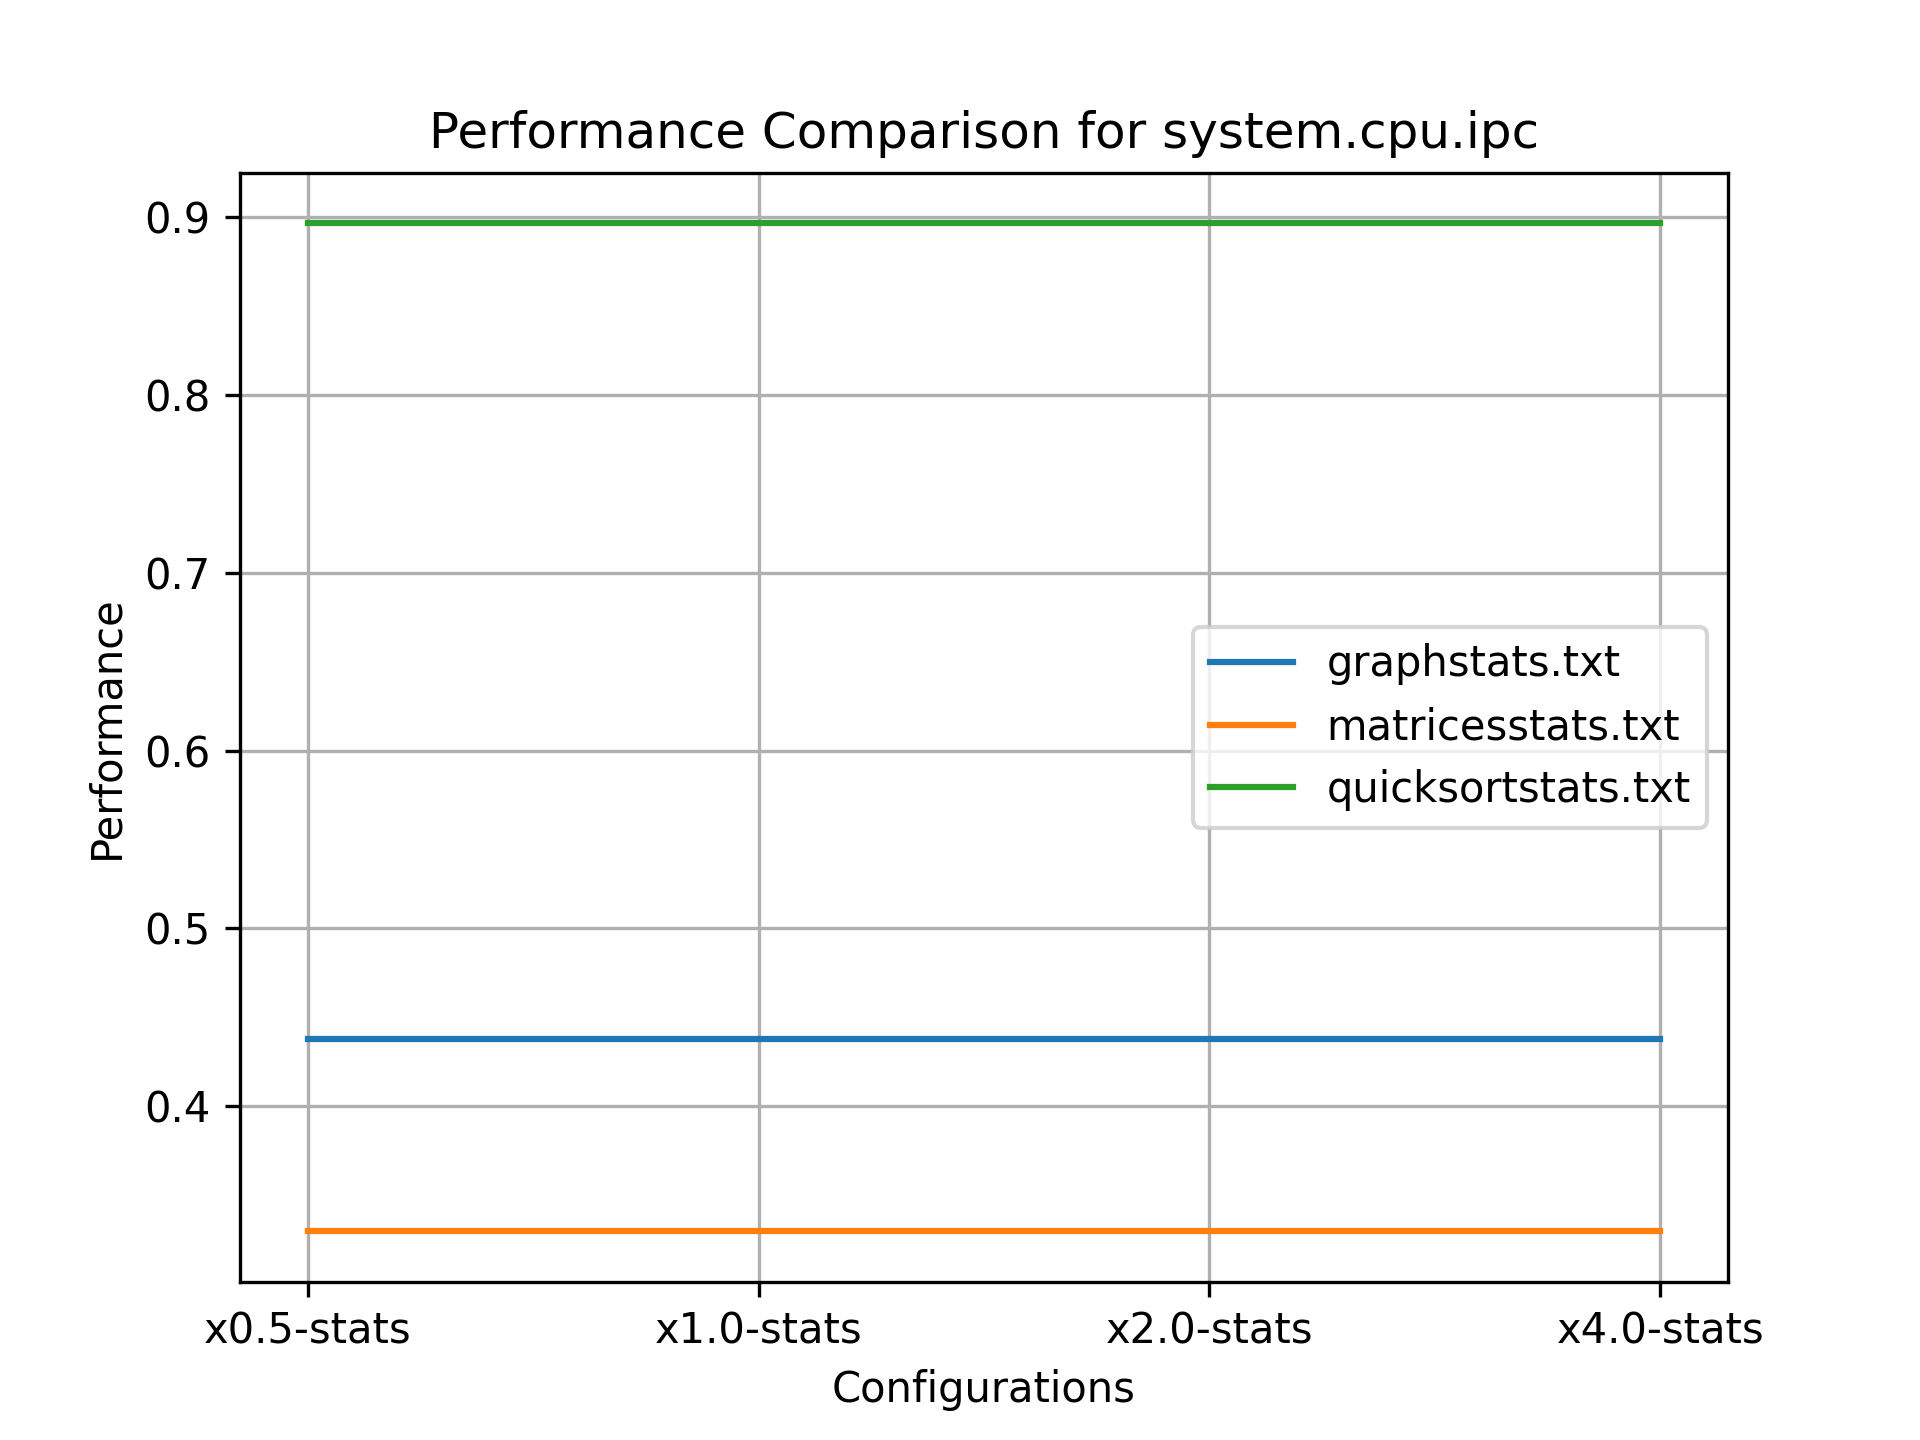 Performance Comparison for system.cpu.ipc
Performance
0.9
0.8
0.7
0.6
0.5
0.4
graphstats.txt
matricesstats.txt
quicksortstats.txt
x0.5-stats
x1.0-stats
x2.0-stats
x4.0-stats
Configurations